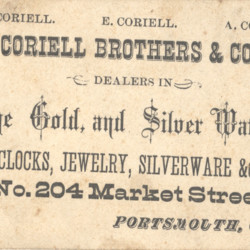 CORIELL. E. CORIELL. A. CO
CORIELL BROTHERS & CO
DEALERS IN
ne Gold, and Silver Wa
CLOCKS, JEWELRY, SILVERWARE &
No. 204 Market Stree
PORTSMOUTH,